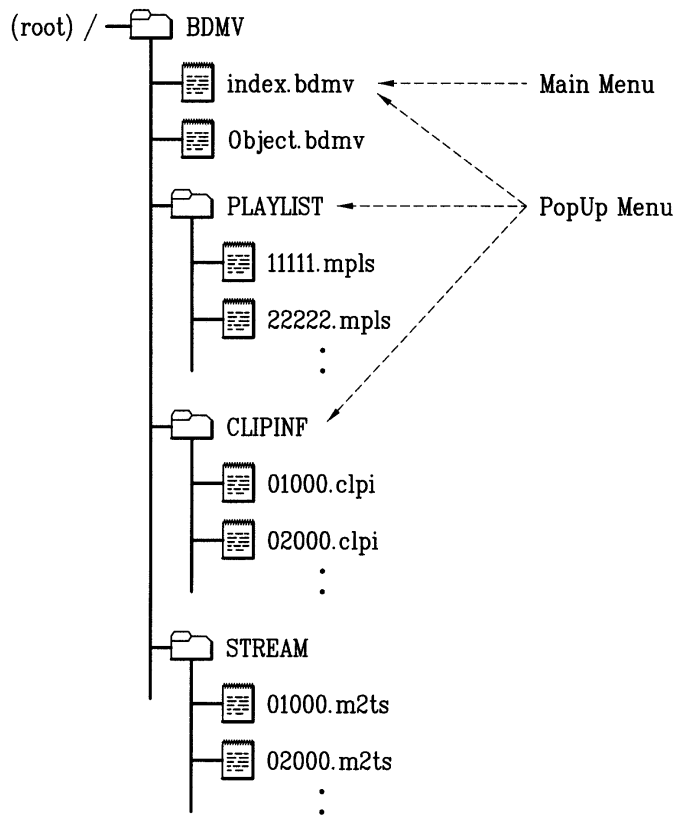 (root) / BDMV
index.bdmv
Main Menu
Object.bdmv
PLAYLIST
PopUp Menu
11111.mpls
22222.mpls
CLIPINF
01000.clpi
02000.clpi
STREAM
01000.m2ts
02000.m2ts